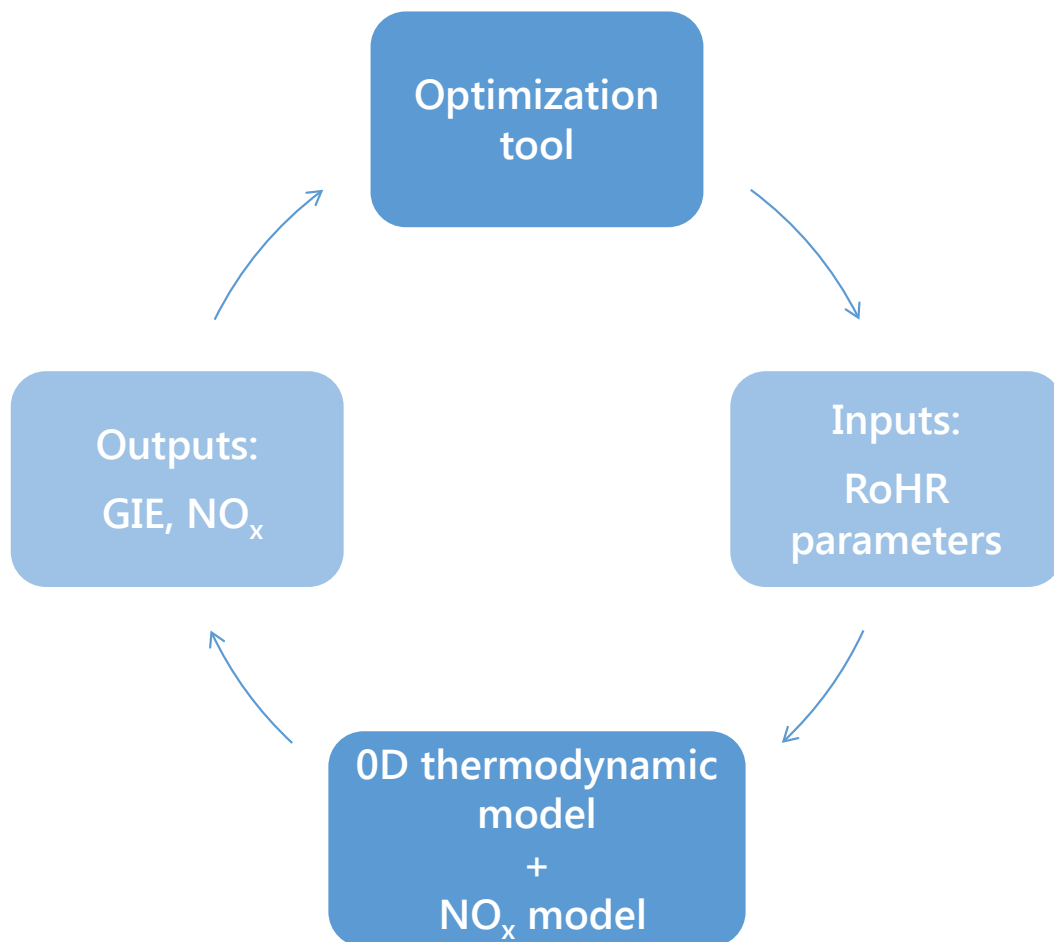 Optimization
tool
Outputs:
GIE, NOx
Inputs:
RoHR
parameters
0D thermodynamic
model
+
NOx model